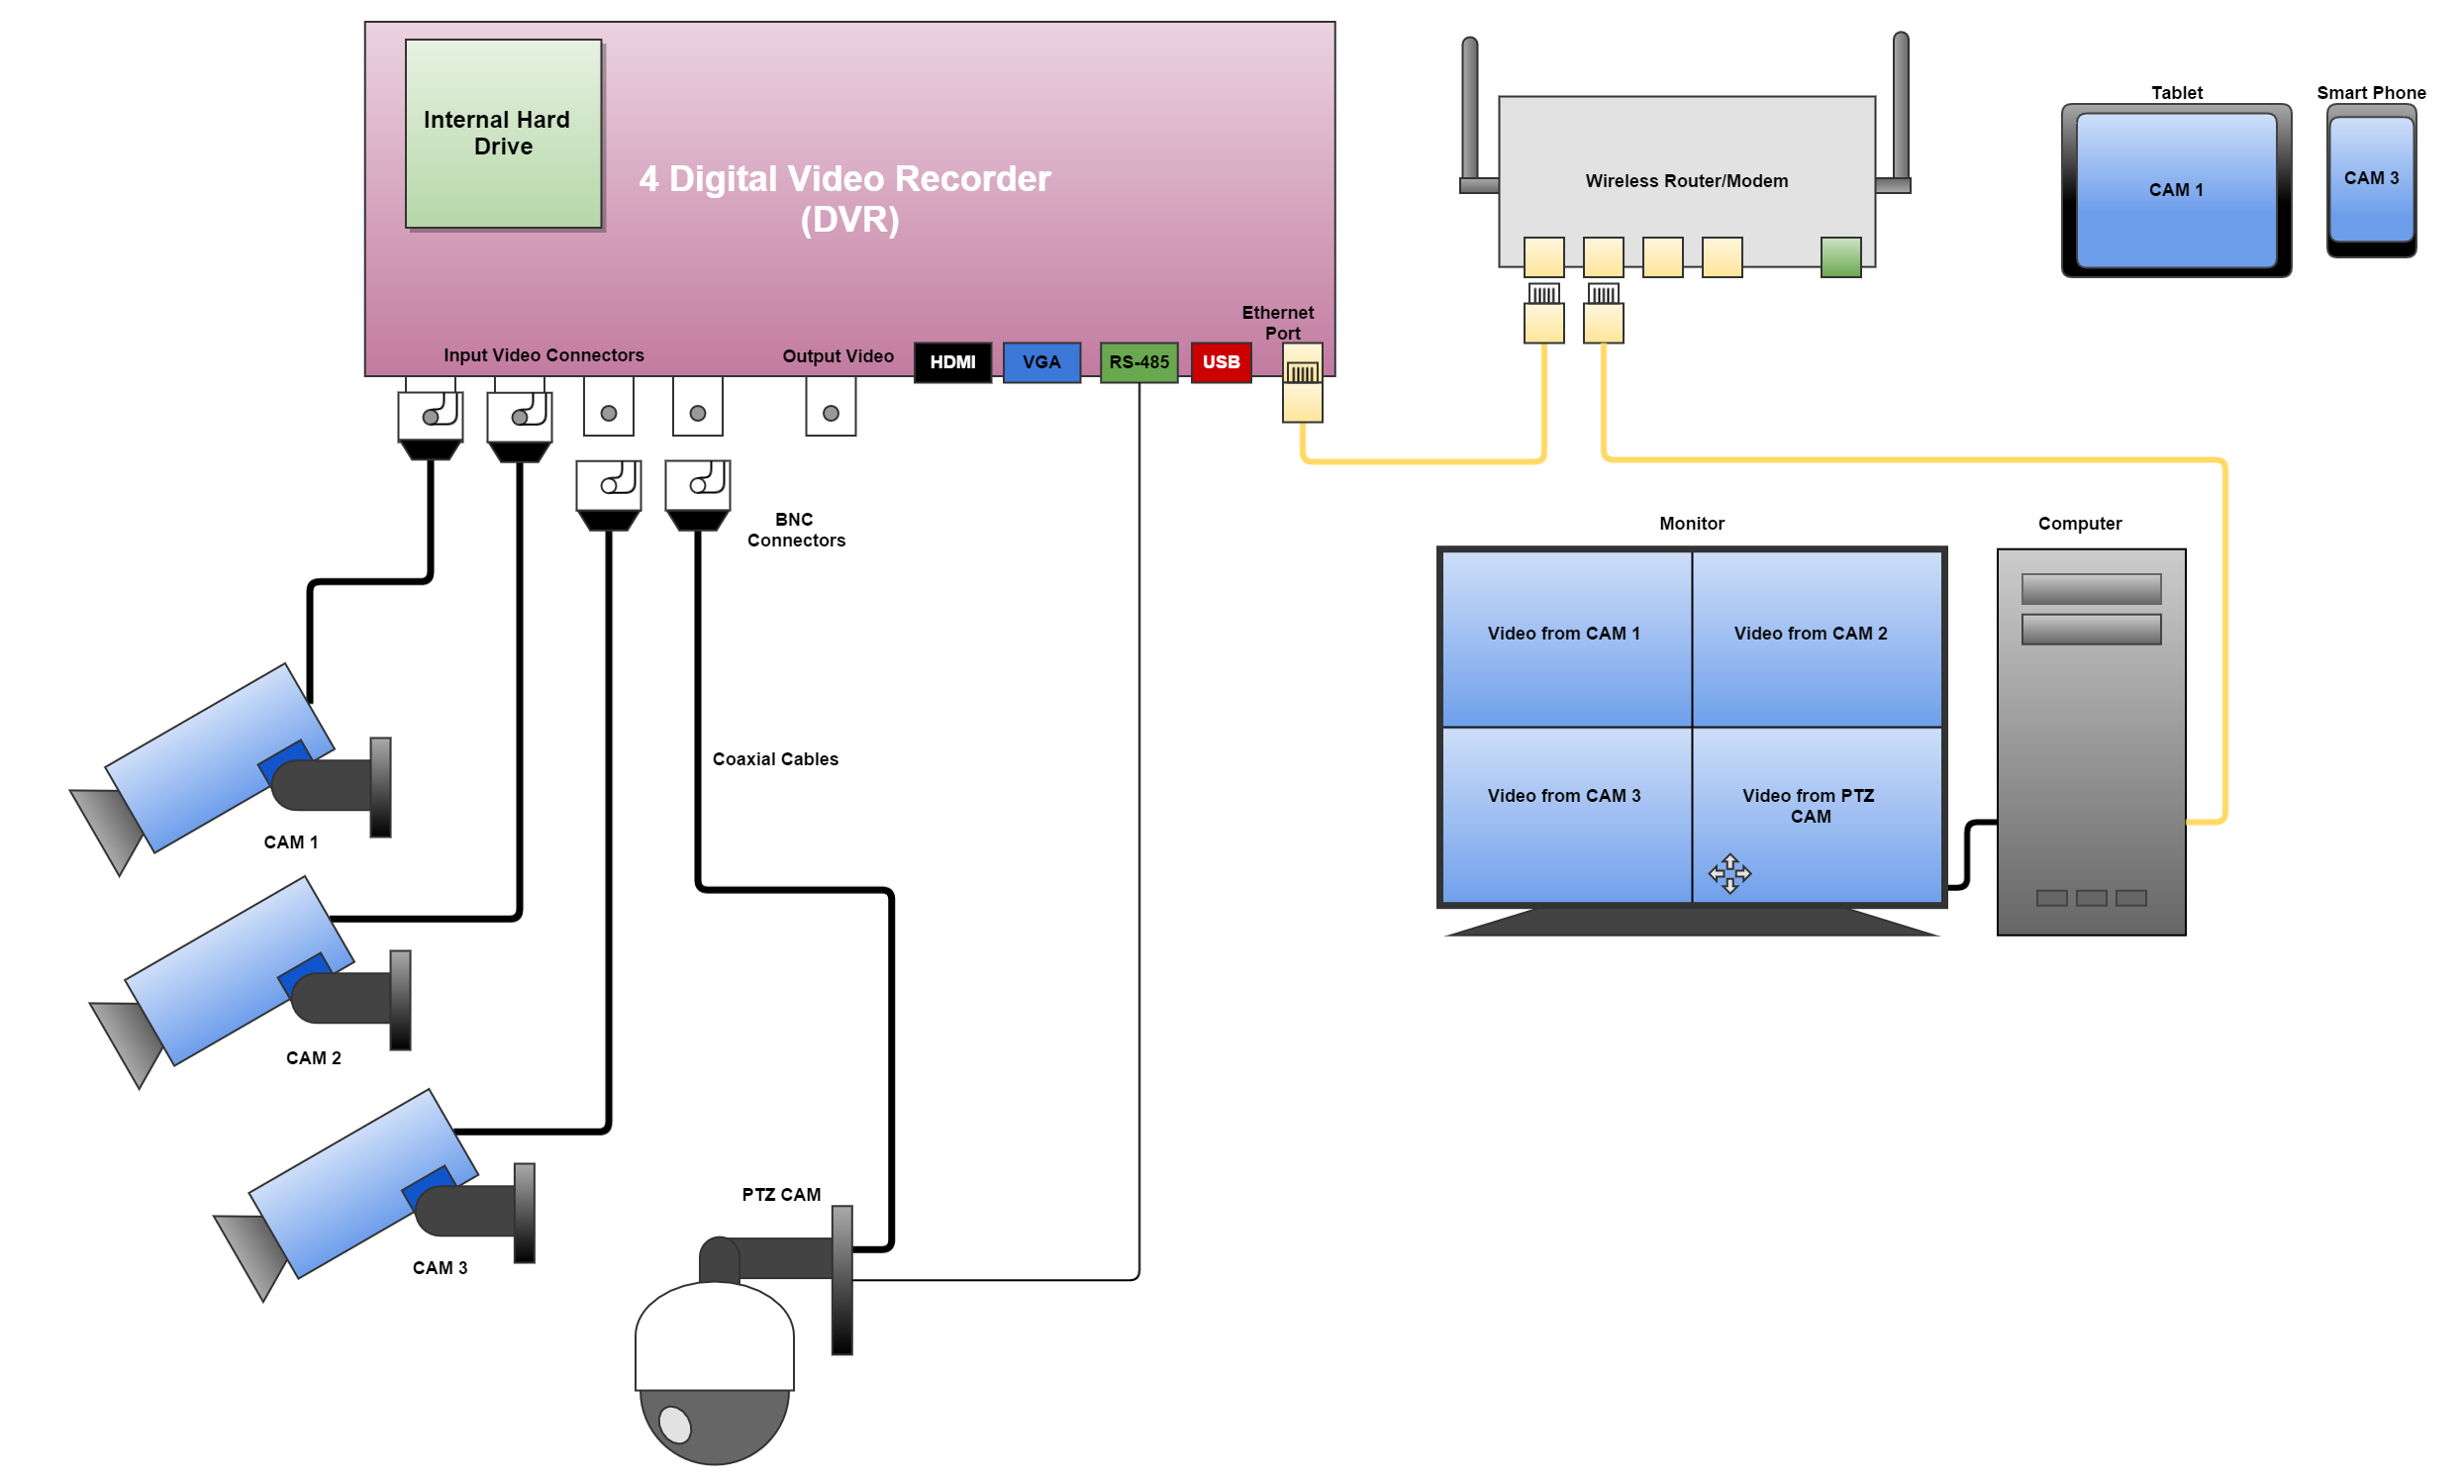 Internal Hard
Drive
4 Digital Video Recorder
(DVR)
Input Video Connectors
Output Video
HDMI
VGA
RS-485
USB
Ethernet
Port
Wireless Router/Modem
Tablet
CAM 1
Smart Phone
CAM 3
BNC
Connectors
Coaxial Cables
CAM 1
CAM 2
CAM 3
PTZ CAM
Monitor
Computer
Video from CAM 1
Video from CAM 2
Video from CAM 3
Video from PTZ
CAM